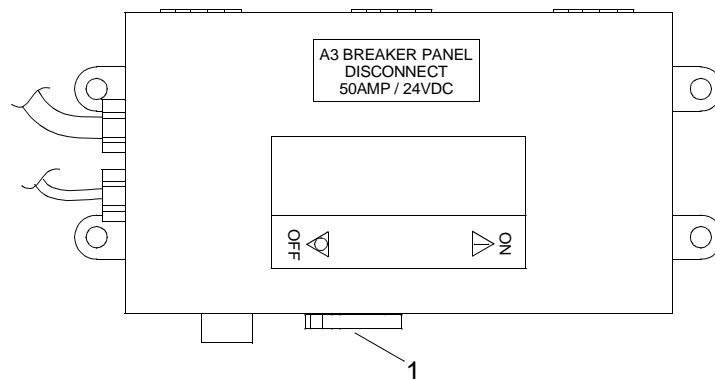 A3 BREAKER PANEL
DISCONNECT
50AMP / 24VDC
OFF
ON
1